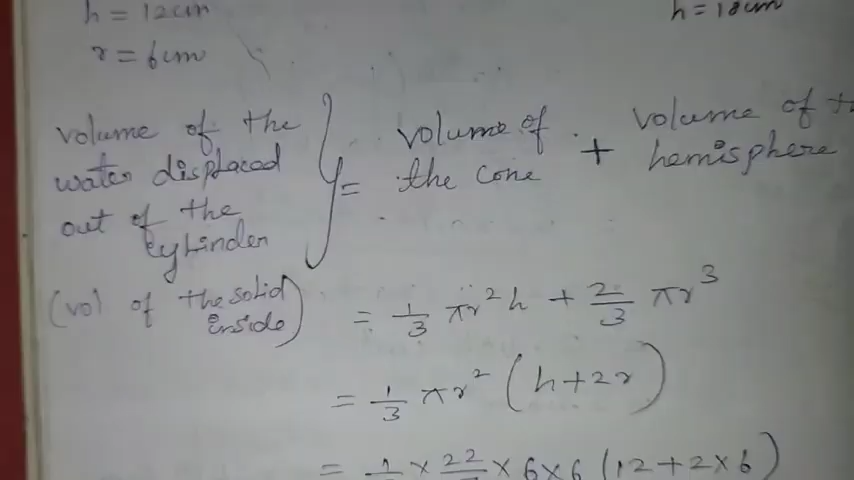 h = 12cm
h = 18cm
r = 6cm
volume of the water displaced out of the cylinder } = volume of the cone + volume of the hemisphere
(vol of the solid inside) = 1/3 πr²h + 2/3 πr³
= 1/3 πr² (h+2r)
= 1/3 × 22/7 × 6×6 (12+2×6)